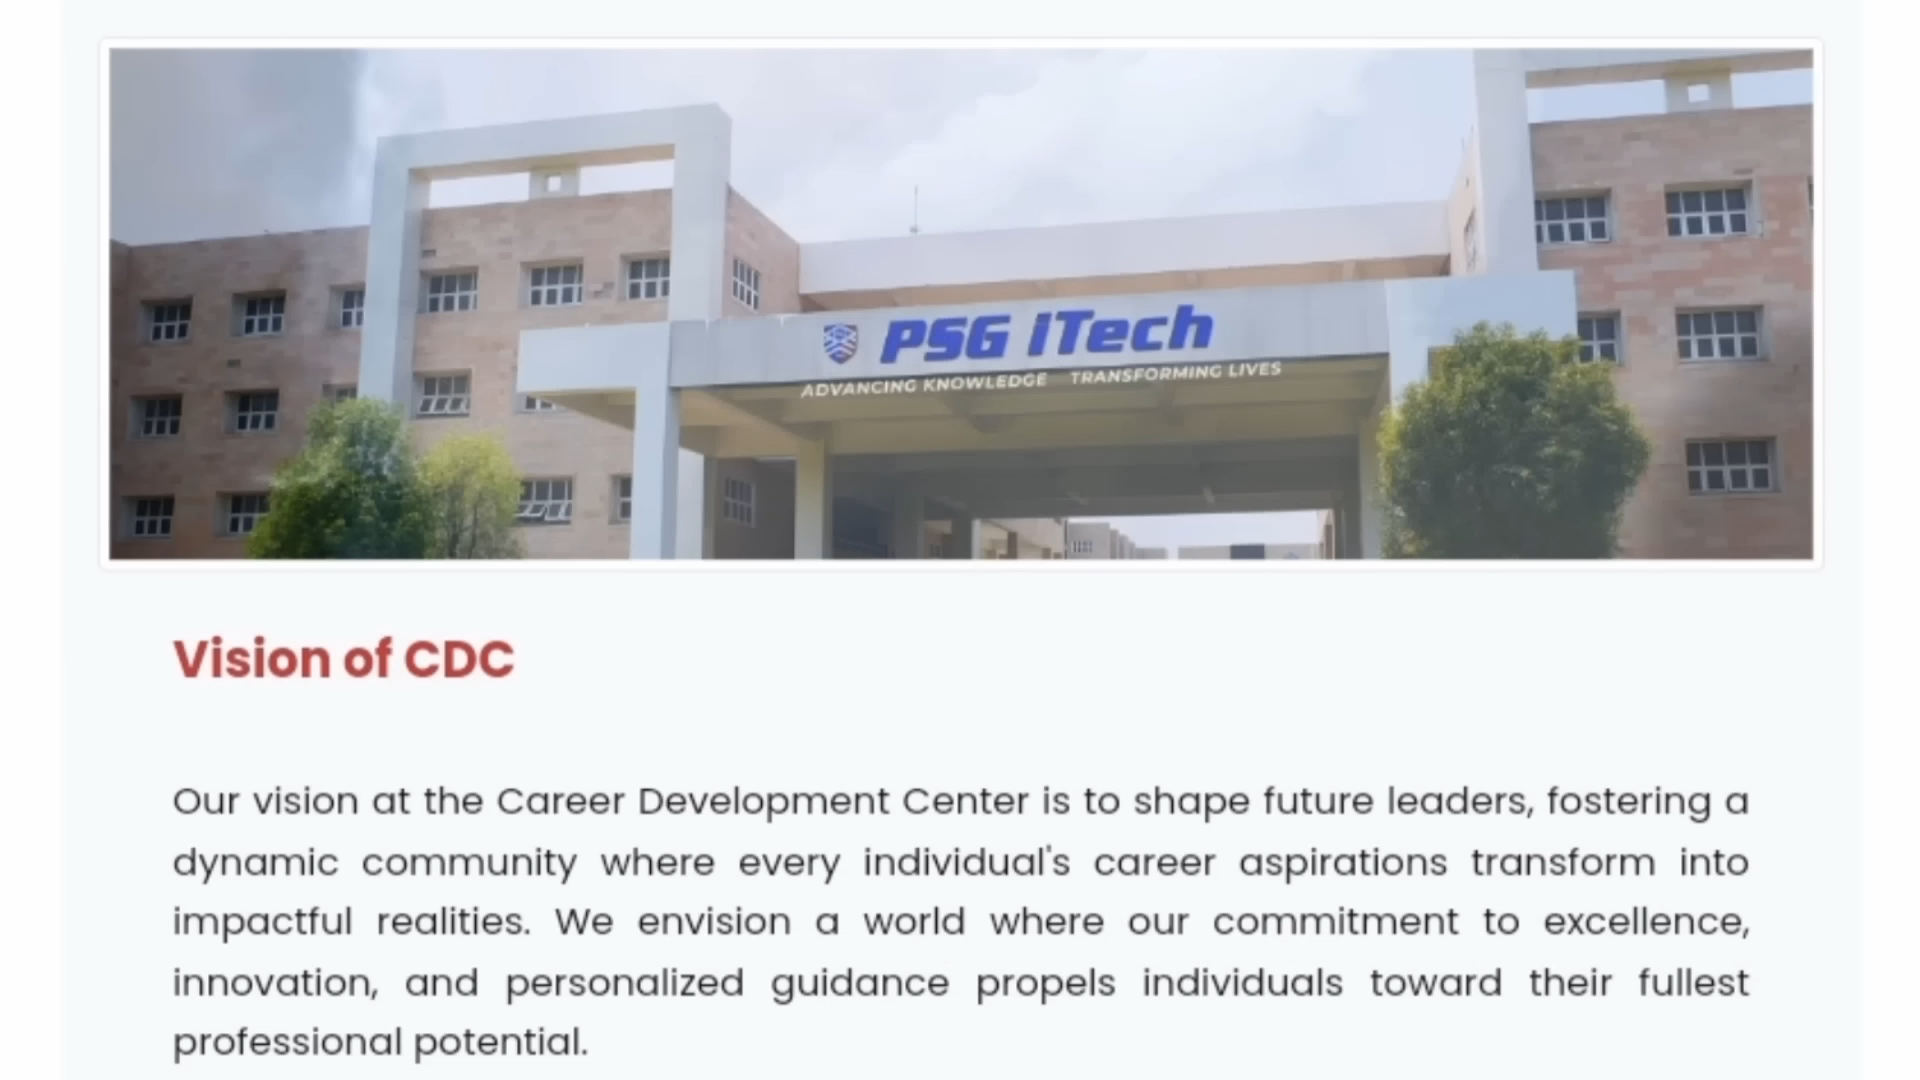 PSG iTech
ADVANCING KNOWLEDGE TRANSFORMING LIVES
Vision of CDC
Our vision at the Career Development Center is to shape future leaders, fostering a
dynamic community where every individual's career aspirations transform into
impactful realities. We envision a world where our commitment to excellence,
innovation, and personalized guidance propels individuals toward their fullest
professional potential.